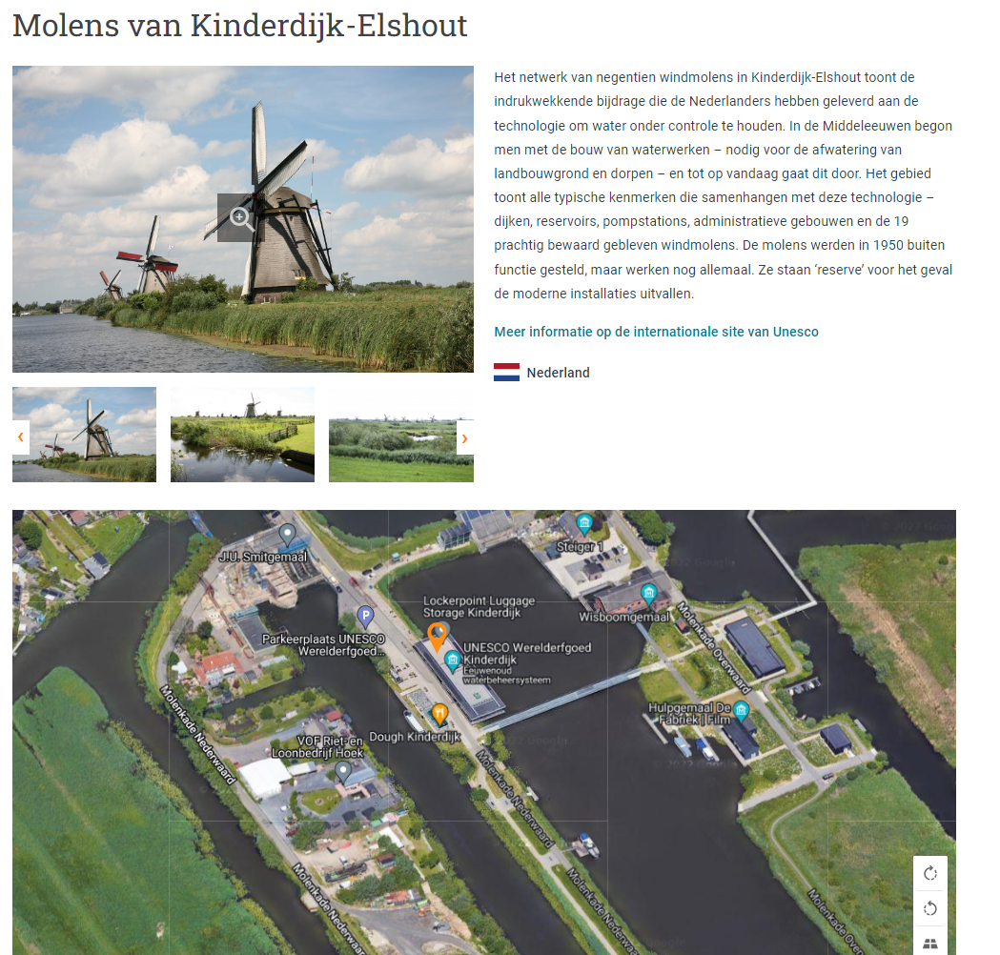 Molens van Kinderdijk-Elshout
Het netwerk van negentien windmolens in Kinderdijk-Elshout toont de
indrukwekkende bijdrage die de Nederlanders hebben geleverd aan de
technologie om water onder controle te houden. In de Middeleeuwen begon
men met de bouw van waterwerken – nodig voor de afwatering van
landbouwgrond en dorpen – en tot op vandaag gaat dit door. Het gebied
toont alle typische kenmerken die samenhangen met deze technologie –
dijken, reservoirs, pompstations, administratieve gebouwen en de 19
prachtig bewaard gebleven windmolens. De molens werden in 1950 buiten
functie gesteld, maar werken nog allemaal. Ze staan ‘reserve’ voor het geval
de moderne installaties uitvallen.
Meer informatie op de internationale site van Unesco
Nederland
J.U. Smitgemaal
Steiger 1
Lockerpoint Luggage
Storage Kinderdijk
Wisboomgemaal
P
Parkeerplaats UNESCO
Werelderfgoed...
UNESCO Werelderfgoed
Kinderdijk
Eeuwenoud
waterbeheersysteem
Molenkade Overwaard
Hulpgemaal De
Fabriek | Film
Molenkade Nederwaard
Dough Kinderdijk
VOF Riet-en
Loonbedrijf Hoek
Molenkade Nederwaard
Molenkade Nederwaard
Molenkade Nederwaar
Molenkade Over